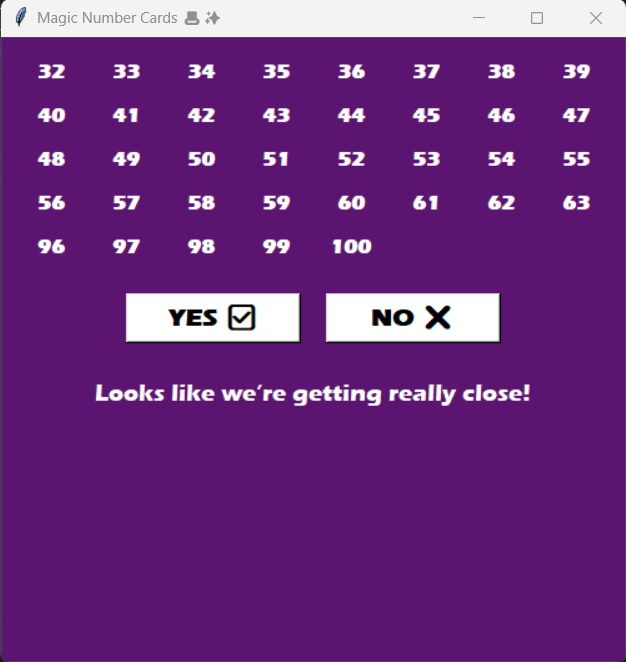 Magic Number Cards 🎩✨
32 33 34 35 36 37 38 39
40 41 42 43 44 45 46 47
48 49 50 51 52 53 54 55
56 57 58 59 60 61 62 63
96 97 98 99 100
YES ☑ NO ❌
Looks like we're getting really close!